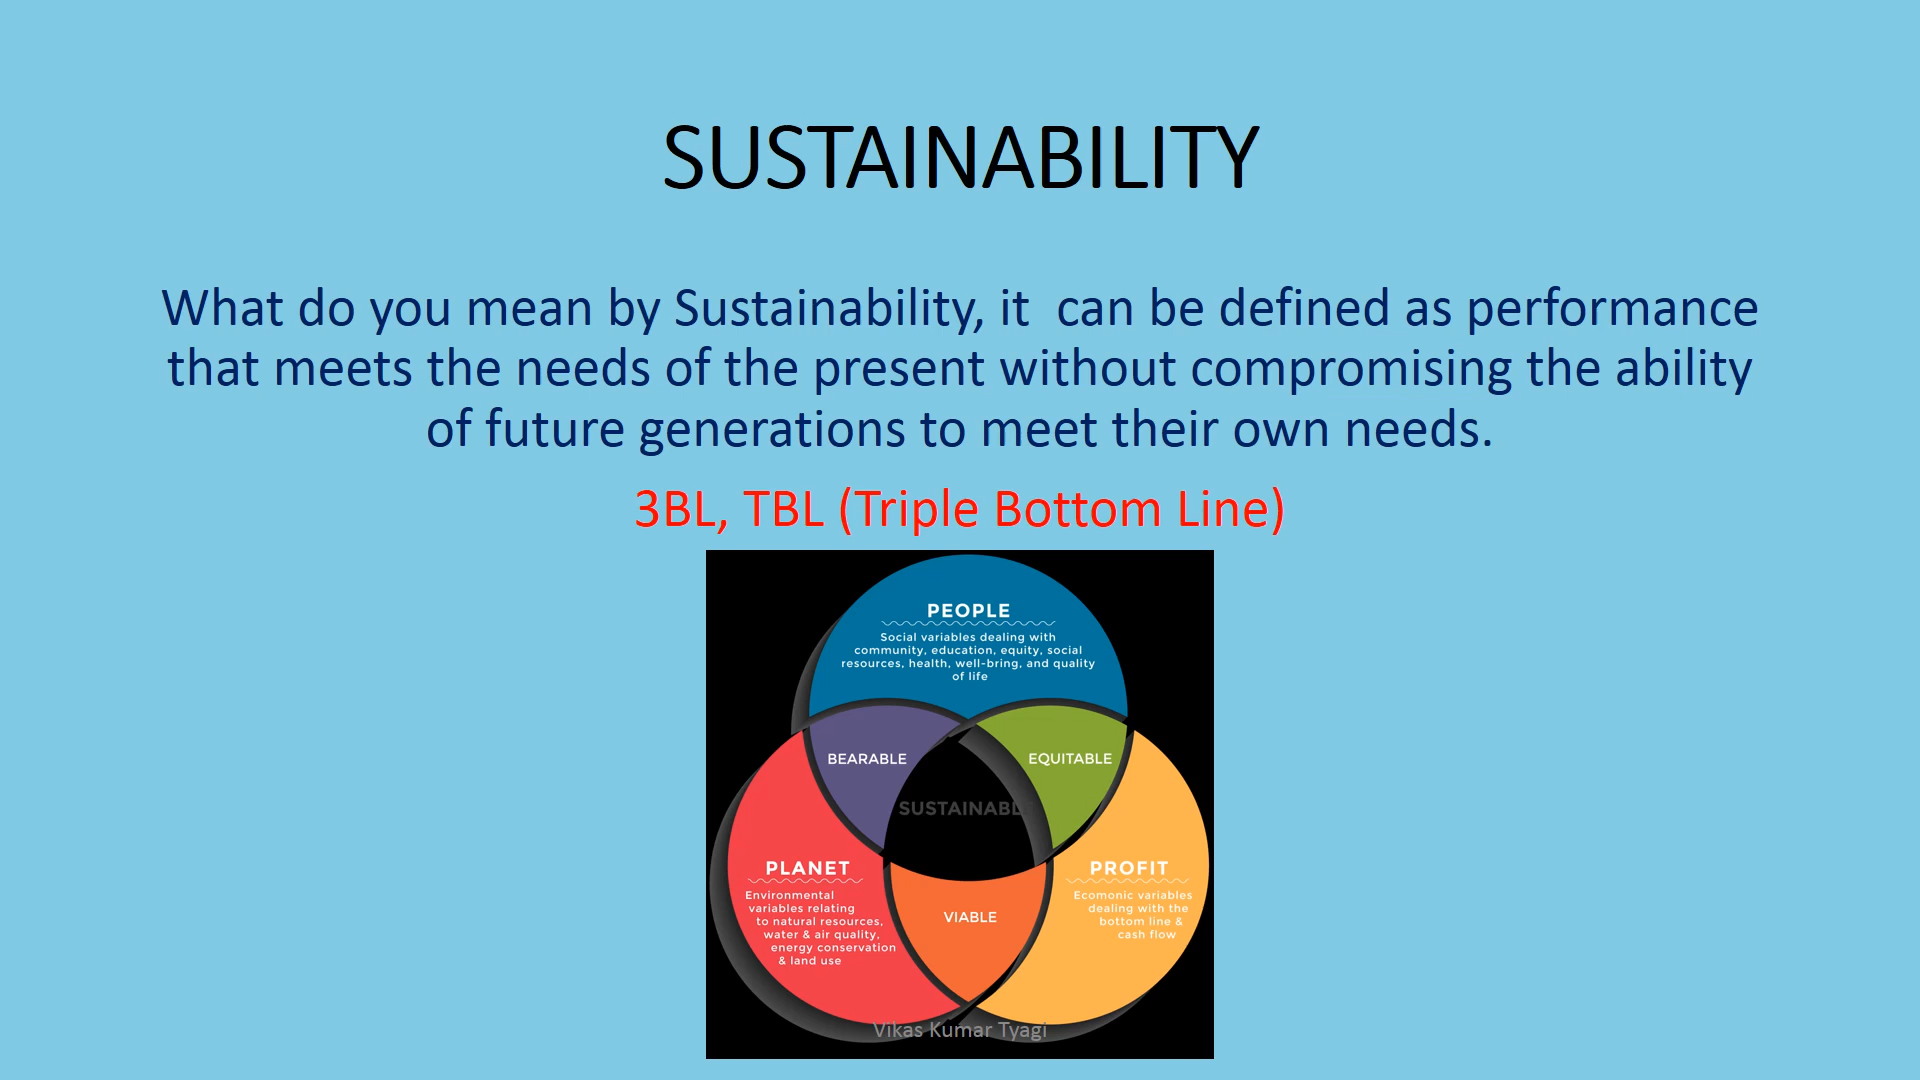 SUSTAINABILITY
What do you mean by Sustainability, it  can be defined as performance
that meets the needs of the present without compromising the ability
of future generations to meet their own needs.
3BL, TBL (Triple Bottom Line)
PEOPLE
Social variables dealing with
community, education, equity, social
resources, health, well-bring, and quality
of life
BEARABLE
EQUITABLE
SUSTAINABLE
PLANET
Environmental
variables relating
to natural resources,
water & air quality,
energy conservation
& land use
VIABLE
PROFIT
Ecomonic variables
dealing with the
bottom line &
cash flow
Vikas Kumar Tyagi